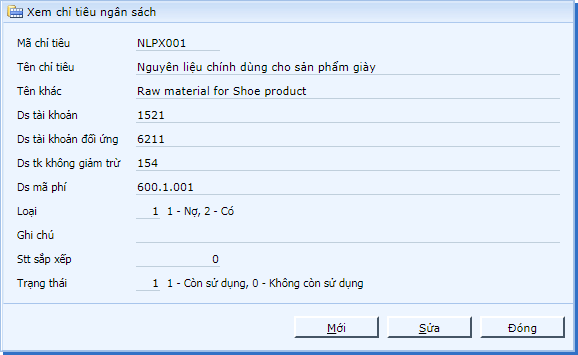 Xem chỉ tiêu ngân sách
Mã chỉ tiêu NLPX001
Tên chỉ tiêu Nguyên liệu chính dùng cho sản phẩm giày
Tên khác Raw material for Shoe product
Ds tài khoản 1521
Ds tài khoản đối ứng 6211
Ds tk không giảm trừ 154
Ds mã phí 600.1.001
Loại 1 1 - Nợ, 2 - Có
Ghi chú
Stt sắp xếp 0
Trạng thái 1 1 - Còn sử dụng, 0 - Không còn sử dụng
Mới Sửa Đóng